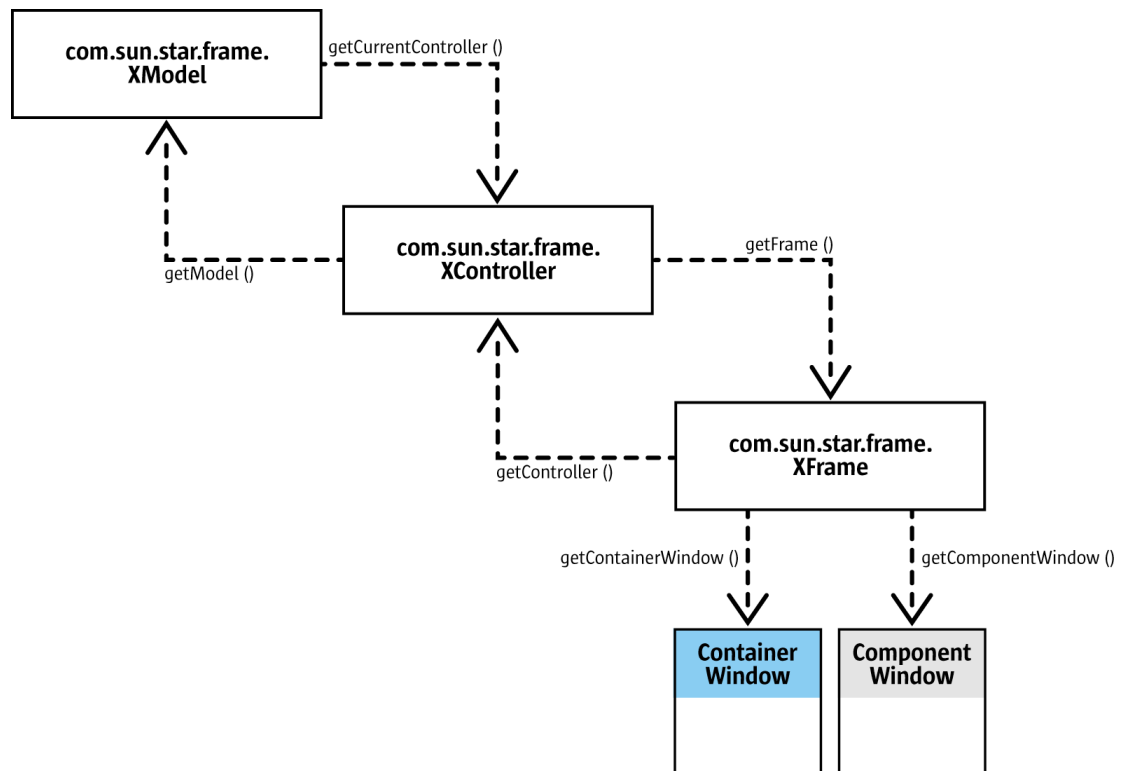 com.sun.star.frame.
XModel
getCurrentController ()
com.sun.star.frame.
XController
getModel ()
getFrame ()
com.sun.star.frame.
XFrame
getController ()
getContainerWindow ()
getComponentWindow ()
Container
Window
Component
Window